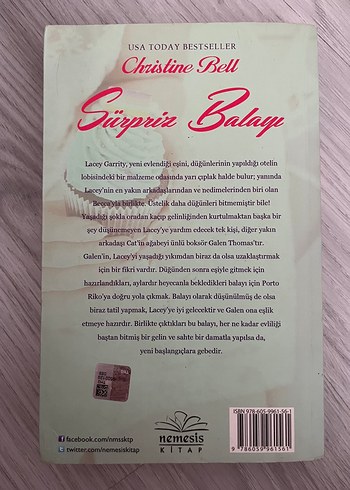 USA TODAY BESTSELLER
Christine Bell
Sürpriz Balayı
Lacey Garrity, yeni evlendiği eşini, düğünlerinin yapıldığı otelin
lobisindeki bir malzeme odasında yarı çıplak halde bulur; yanında
Lacey'nin en yakın arkadaşlarından ve nedimelerinden biri olan
Becca'yla birlikte. Üstelik daha düğünleri bitmemiştir bile!
Yaşadığı şokla oradan kaçıp gelinliğinden kurtulmaktan başka bir
şey düşünemeyen Lacey'ye yardım edecek tek kişi, diğer yakın
arkadaşı Cat'in ağabeyi ünlü boksör Galen Thomas'tır.
Galen'in, Lacey'yi yaşadığı yıkımdan biraz da olsa uzaklaştırmak
için bir fikri vardır. Düğünden sonra eşiyle gitmek için
hazırlandıkları, aylardır heyecanla bekledikleri balayı için Porto
Riko'ya doğru yola çıkmak. Balayı olarak düşünülmüş de olsa
biraz tatil yapmak, Lacey'ye iyi gelecektir ve Galen ona eşlik
etmeye hazırdır. Birlikte çıktıkları bu balayı, her ne kadar evliliği
baştan bitmiş bir gelin ve sahte bir damatla yapılsa da,
yeni başlangıçlara gebedir.
facebook.com/nmssktp
twitter.com/nemesiskitap
nemesis
KİTAP
ISBN 978-605-9961-56-1
9 786059 961561